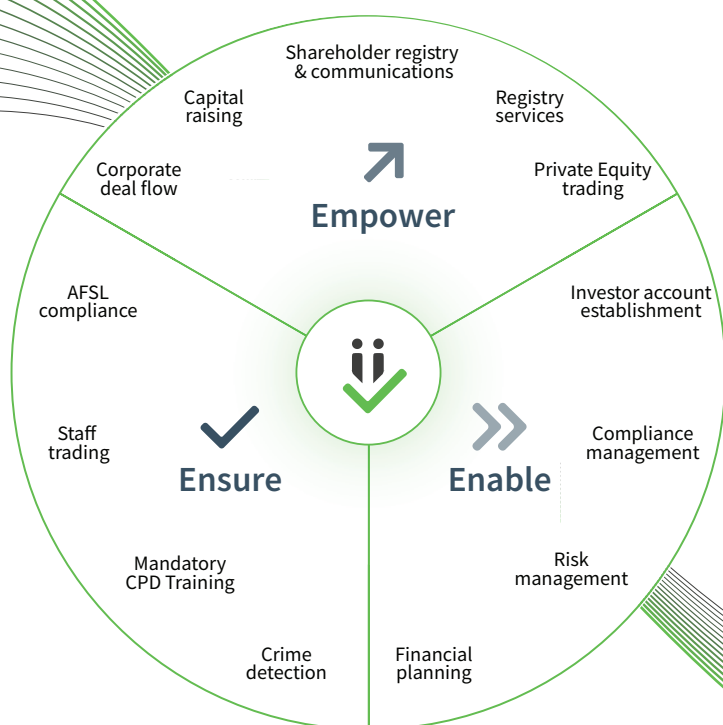 Shareholder registry
& communications
Capital
raising
Registry
services
Corporate
deal flow
Private Equity
trading
Empower
AFSL
compliance
Investor account
establishment
Staff
trading
Compliance
management
Ensure
Enable
Mandatory
CPD Training
Risk
management
Crime
detection
Financial
planning